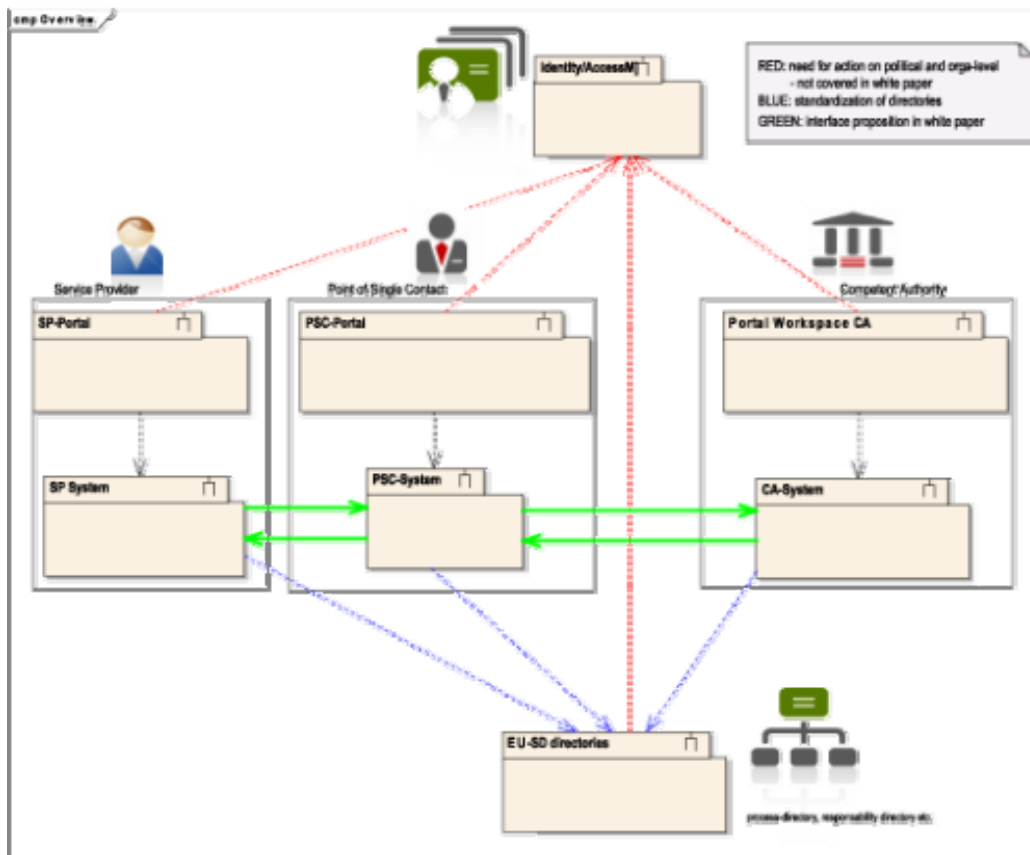 cmp Overview
Identity/AccessM
RED: need for action on political and orga-level
- not covered in white paper
BLUE: standardization of directories
GREEN: interface proposition in white paper
Service Provider
Point of Single Contact
Competent Authority
SP-Portal
PSC-Portal
Portal Workspace CA
SP System
PSC-System
CA-System
EU-SD directories
process directory, responsability directory etc.